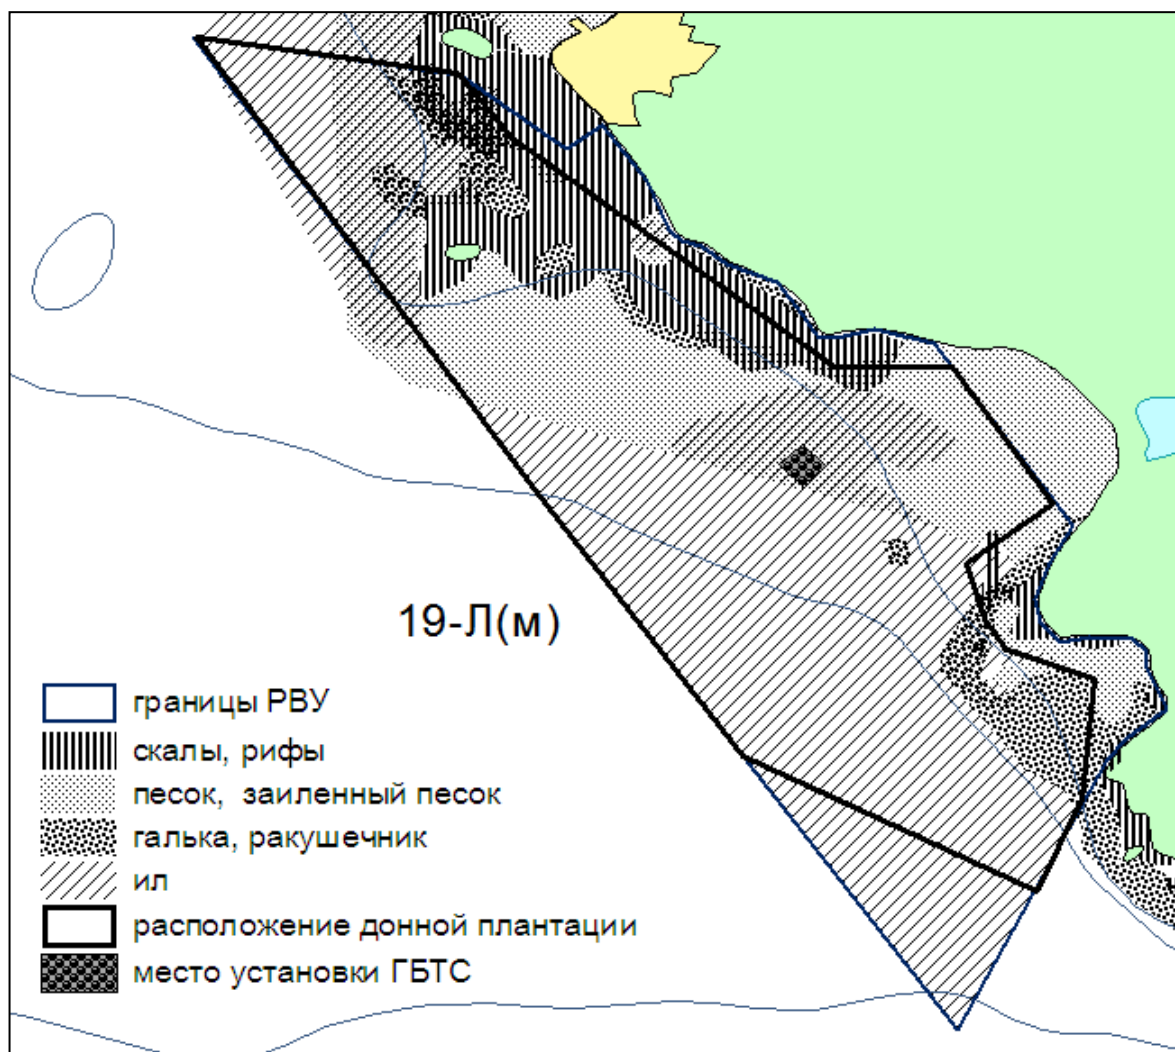 19-Л(м)
границы РВУ
скалы, рифы
песок, заиленный песок
галька, ракушечник
ил
расположение донной плантации
место установки ГБТС